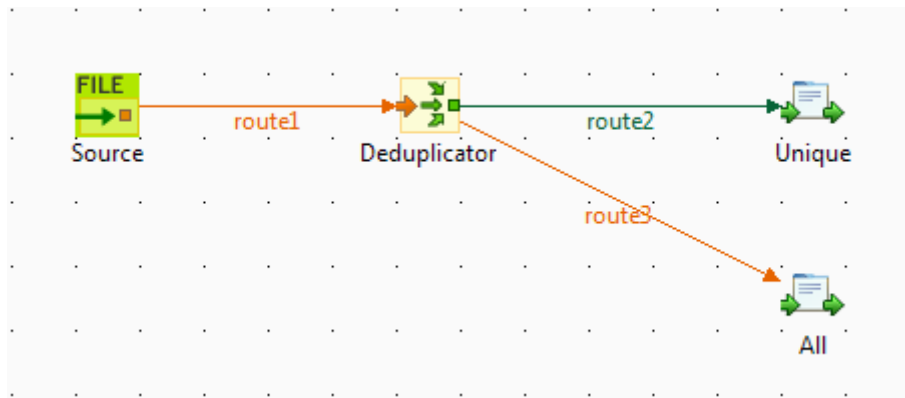 FILE
route1
route2
Source
Deduplicator
Unique
route3
All